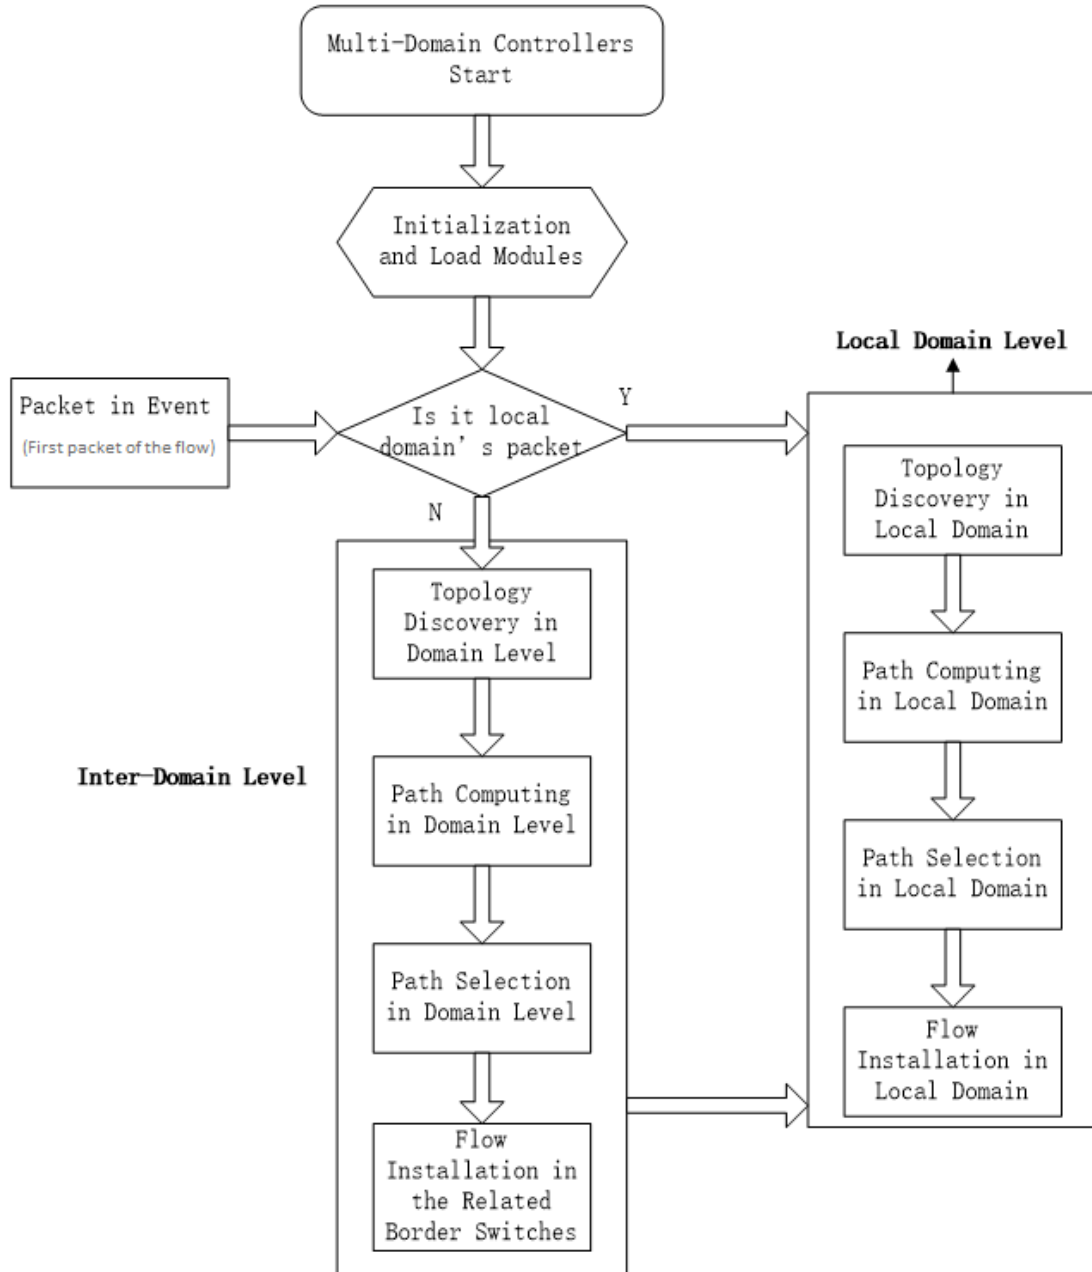 Multi-Domain Controllers
Start
Initialization
and Load Modules
Local Domain Level
Packet in Event
(First packet of the flow)
Is it local
domain's packet
Y
N
Topology
Discovery in
Domain Level
Path Computing
in Domain Level
Path Selection
in Domain Level
Flow
Installation in
the Related
Border Switches
Inter-Domain Level
Topology
Discovery in
Local Domain
Path Computing
in Local Domain
Path Selection
in Local Domain
Flow
Installation in
Local Domain